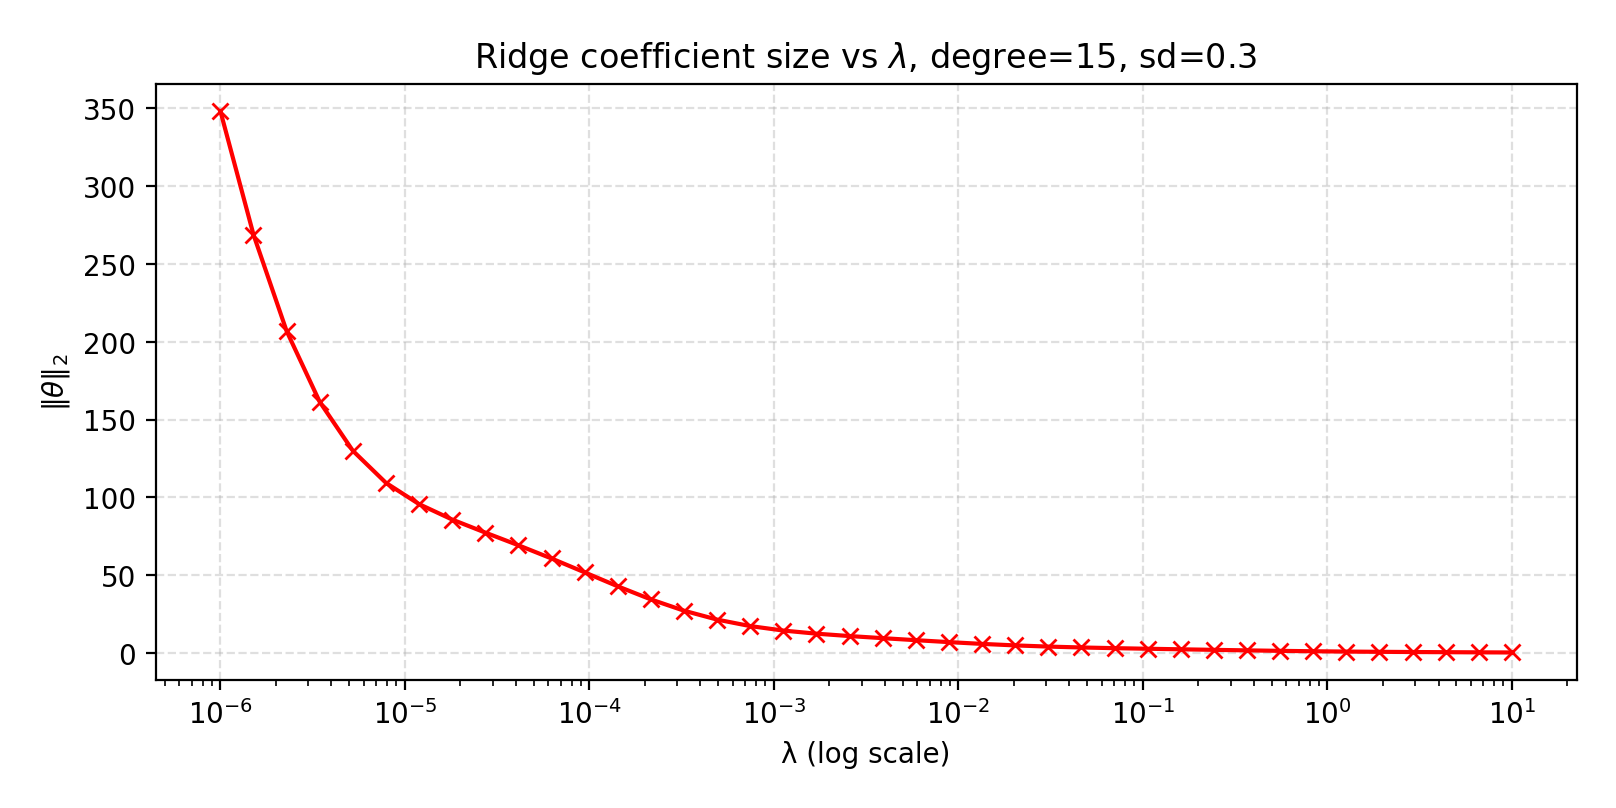 Ridge coefficient size vs λ, degree=15, sd=0.3
350
300
250
200
150
100
50
0
‖θ‖₂
10⁻⁶ 10⁻⁵ 10⁻⁴ 10⁻³ 10⁻² 10⁻¹ 10⁰ 10¹
λ (log scale)